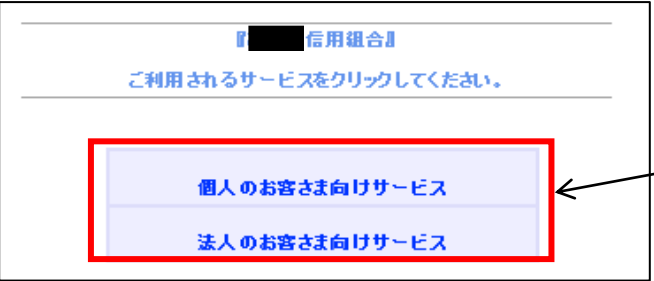 『信用組合』
ご利用されるサービスをクリックしてください。
個人のお客さま向けサービス
法人のお客さま向けサービス